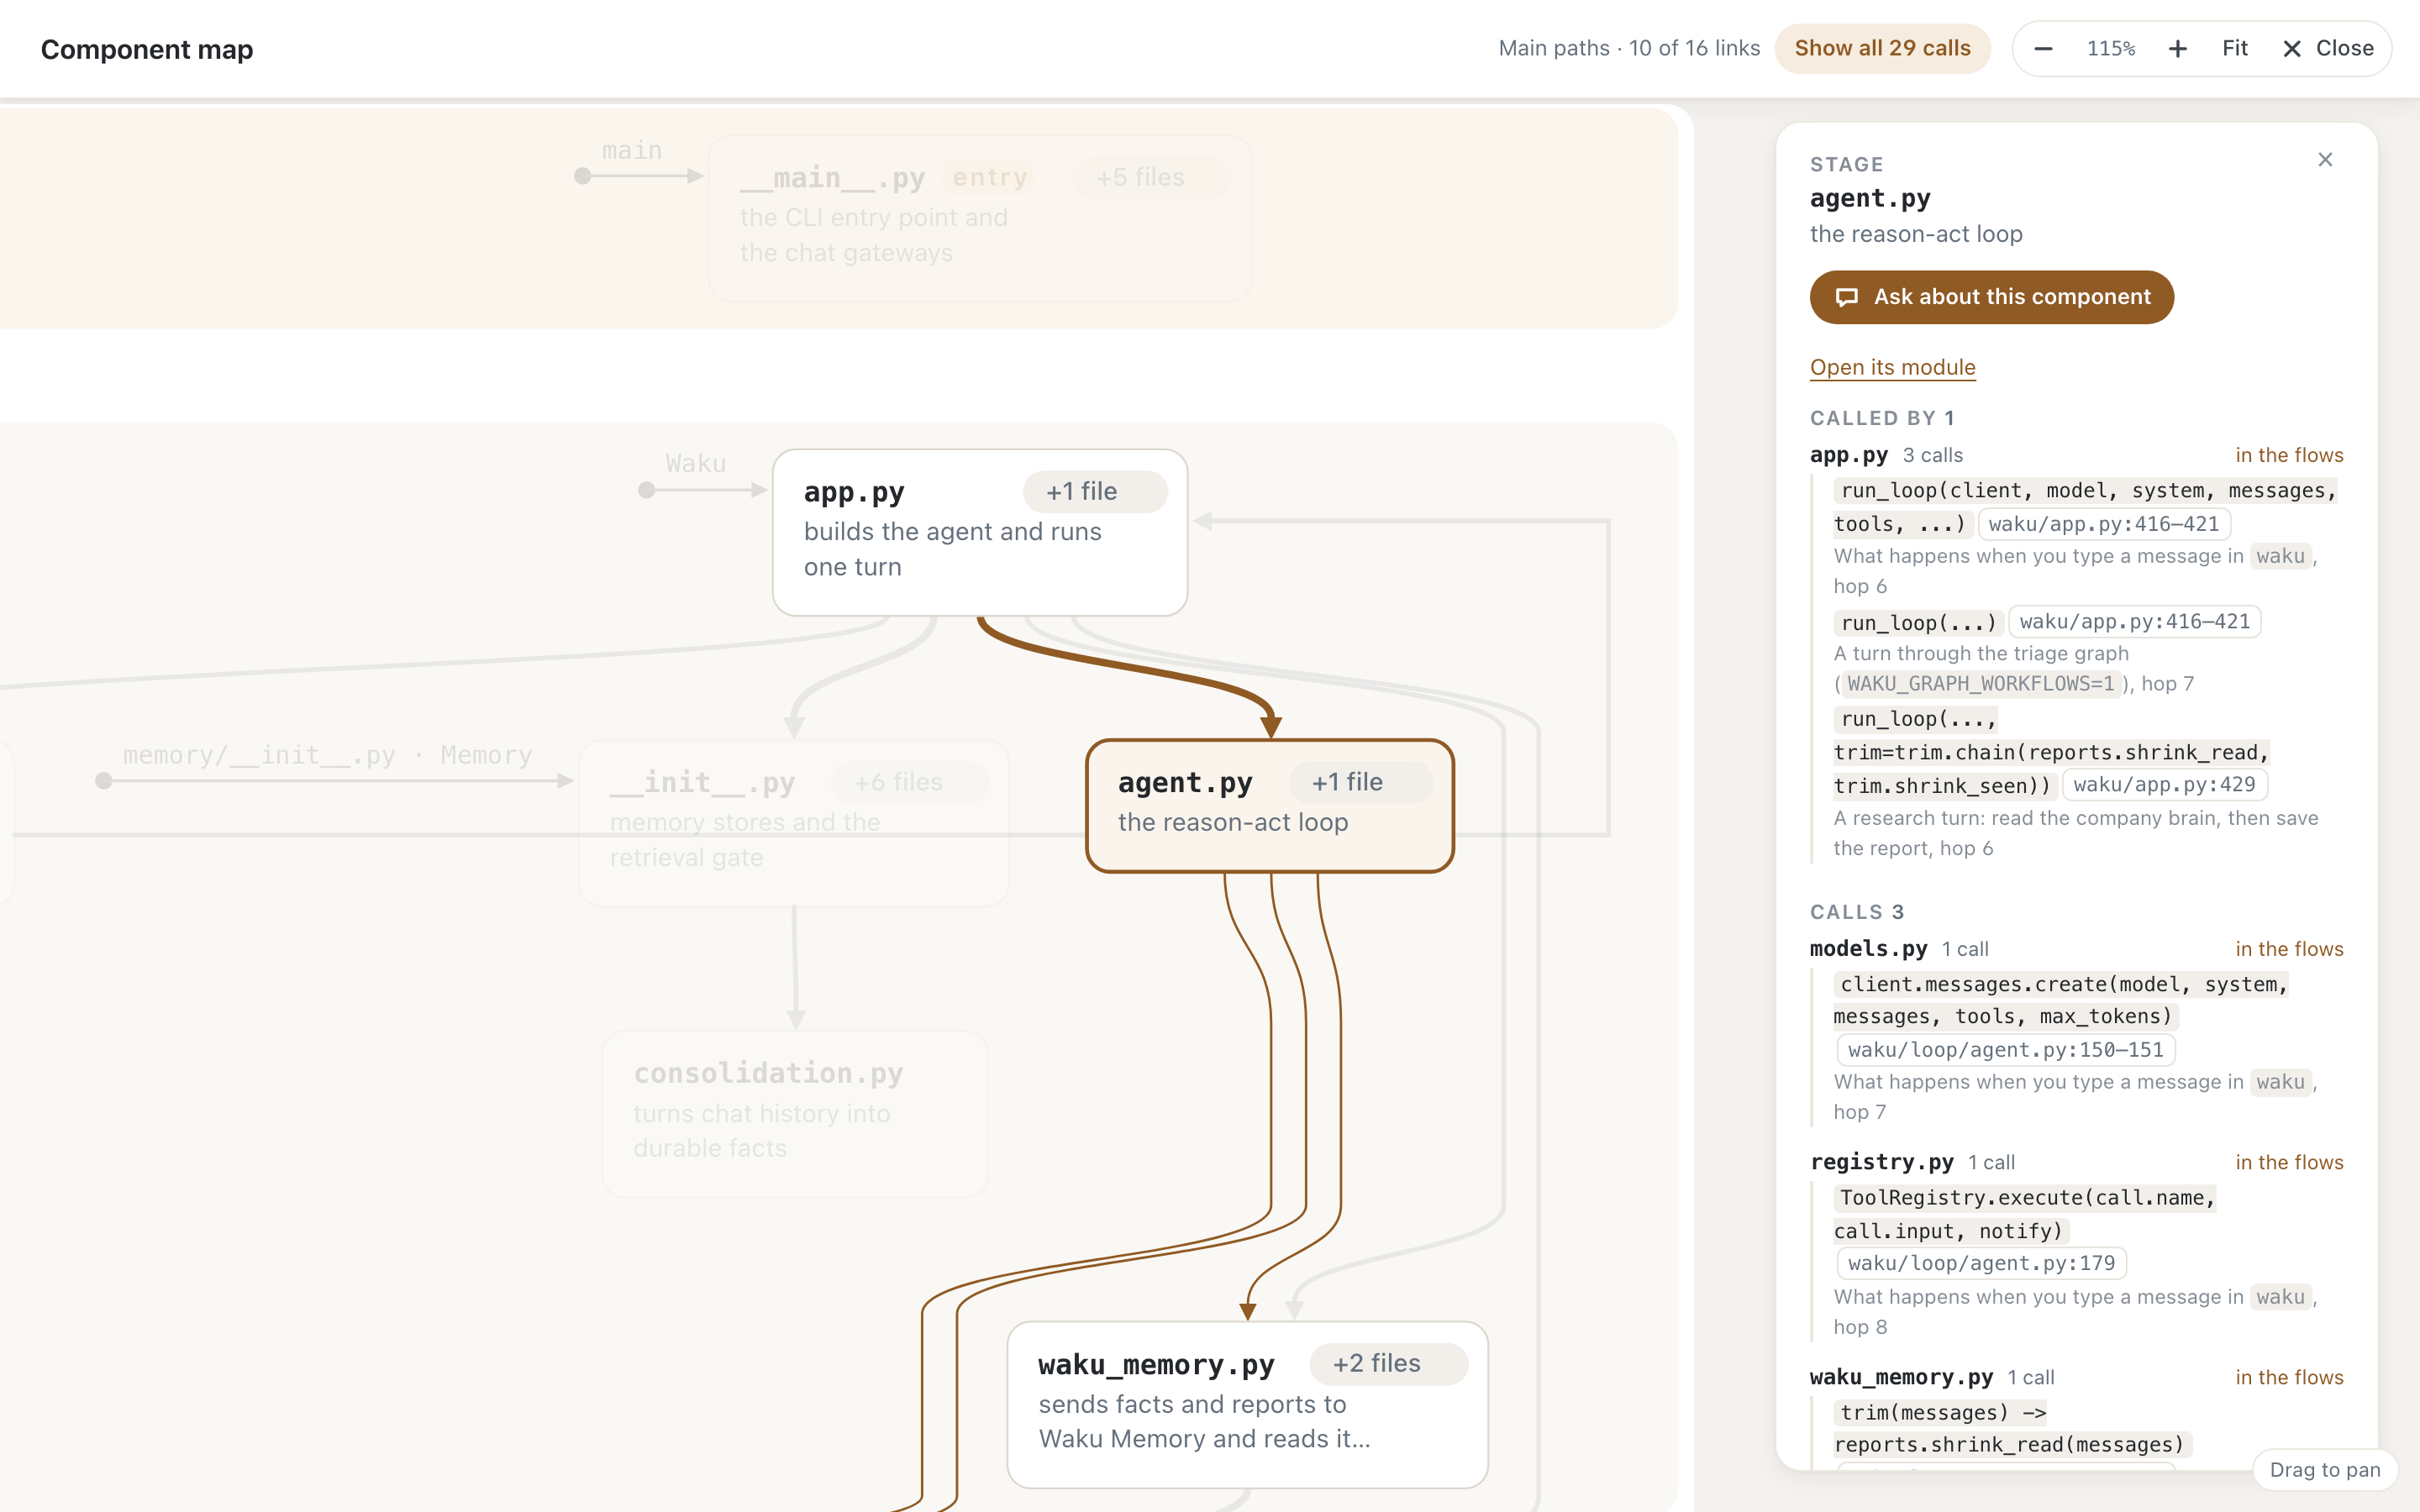 Component map
Main paths · 10 of 16 links
Show all 29 calls
115%
Fit
Close
main
__main__.py entry +5 files
the CLI entry point and
the chat gateways
Waku
app.py +1 file
builds the agent and runs
one turn
memory/__init__.py · Memory
__init__.py +6 files
memory stores and the
retrieval gate
agent.py +1 file
the reason-act loop
consolidation.py
turns chat history into
durable facts
waku_memory.py +2 files
sends facts and reports to
Waku Memory and reads it...
STAGE
agent.py
the reason-act loop
Ask about this component
Open its module
CALLED BY 1
app.py 3 calls in the flows
run_loop(client, model, system, messages,
tools, ...) waku/app.py:416–421
What happens when you type a message in waku,
hop 6
run_loop(...) waku/app.py:416–421
A turn through the triage graph
(WAKU_GRAPH_WORKFLOWS=1), hop 7
run_loop(...,
trim=trim.chain(reports.shrink_read,
trim.shrink_seen)) waku/app.py:429
A research turn: read the company brain, then save
the report, hop 6
CALLS 3
models.py 1 call in the flows
client.messages.create(model, system,
messages, tools, max_tokens)
waku/loop/agent.py:150–151
What happens when you type a message in waku,
hop 7
registry.py 1 call in the flows
ToolRegistry.execute(call.name,
call.input, notify)
waku/loop/agent.py:179
What happens when you type a message in waku,
hop 8
waku_memory.py 1 call in the flows
trim(messages) ->
reports.shrink_read(messages)
Drag to pan